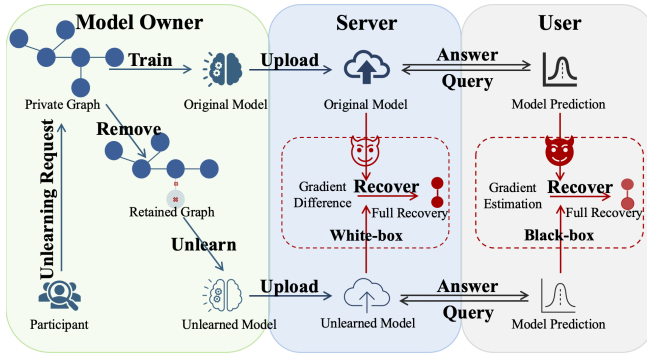 Model Owner
Server
User
Train
Upload
Answer
Query
Private Graph
Original Model
Original Model
Model Prediction
Unlearning Request
Remove
Retained Graph
Gradient
Difference
Recover
Full Recovery
Gradient
Estimation
Recover
Full Recovery
White-box
Black-box
Unlearn
Upload
Answer
Query
Participant
Unlearned Model
Unlearned Model
Model Prediction